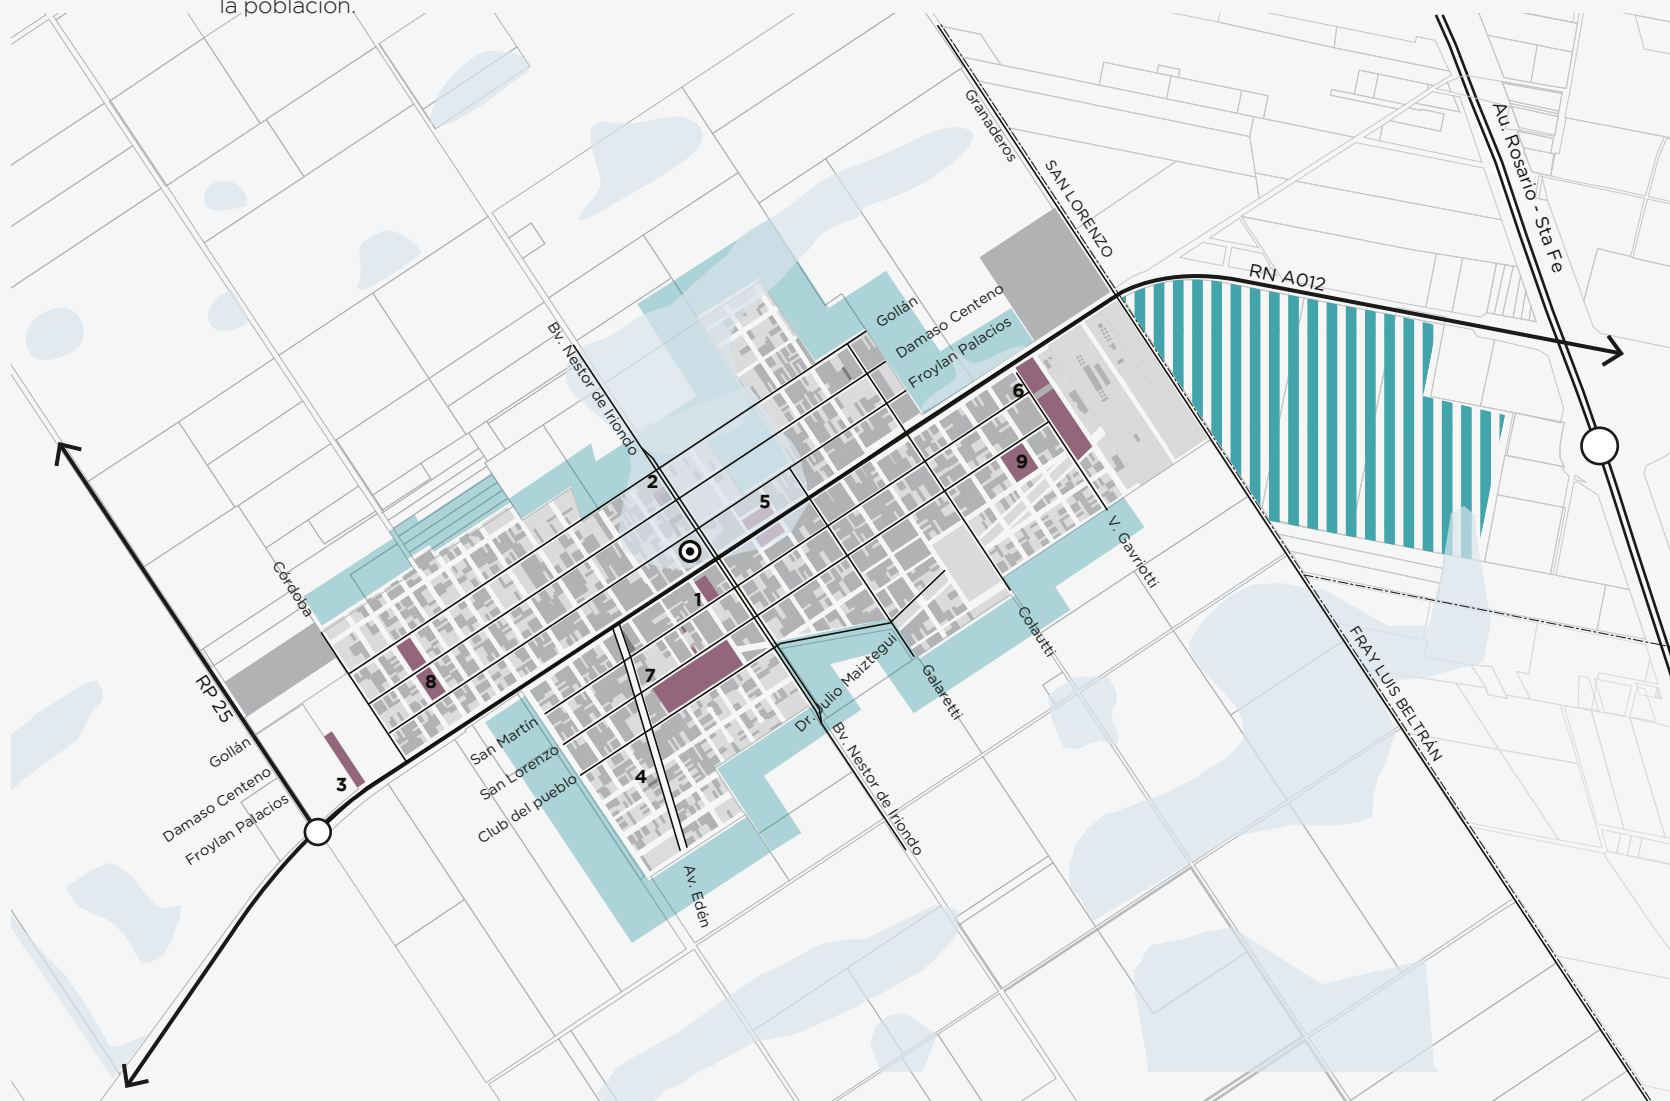 la población.
Granaderos
SAN LORENZO
Au. Rosario - Sta Fe
RN A012
Gollán
Damaso Centeno
Froylan Palacios
Bv. Nestor de Iriondo
6
9
2
5
V. Gavriotti
Córdoba
1
Colautti
FRAY LUIS BELTRÁN
Dr. Julio Maiztegui
Galaretti
7
8
RP 25
San Martín
San Lorenzo
Club del pueblo
Bv. Nestor de Iriondo
Gollán
Damaso Centeno
Froylan Palacios
3
4
Av. Edén